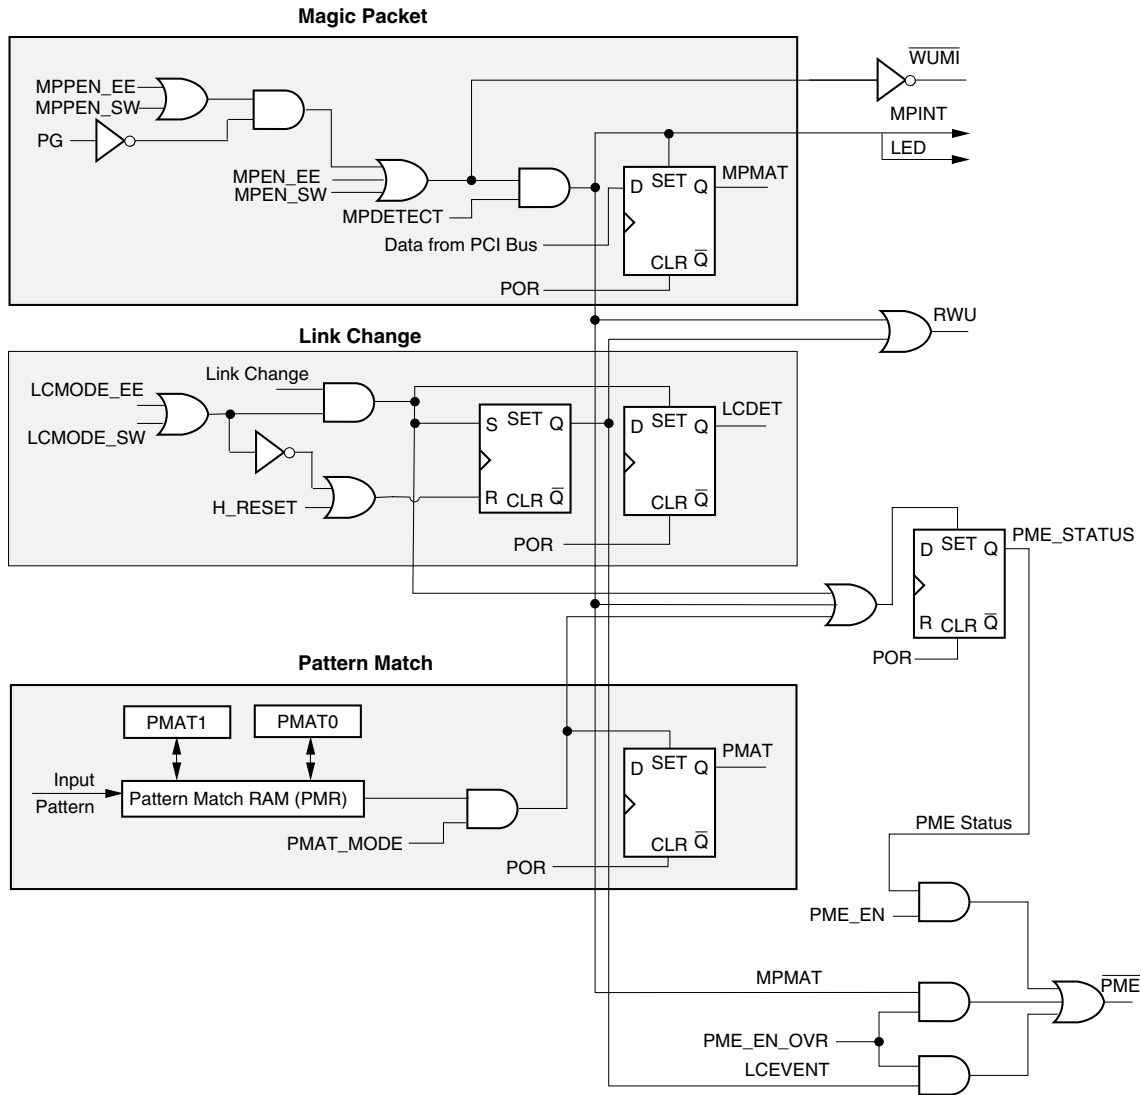 Magic Packet
MPPEN_EE
MPPEN_SW
PG
MPEN_EE
MPEN_SW
MPDETECT
Data from PCI Bus
POR
D SET Q
CLR Q
MPMAT
WUMI
MPINT
LED
RWU
Link Change
LCMODE_EE
LCMODE_SW
Link Change
H_RESET
S SET Q
R CLR Q
D SET Q
CLR Q
LCDET
POR
D SET Q
R CLR Q
PME_STATUS
POR
Pattern Match
PMAT1
PMAT0
Input
Pattern
Pattern Match RAM (PMR)
PMAT_MODE
D SET Q
CLR Q
PMAT
POR
PME Status
PME_EN
MPMAT
PME_EN_OVR
LCEVENT
PME